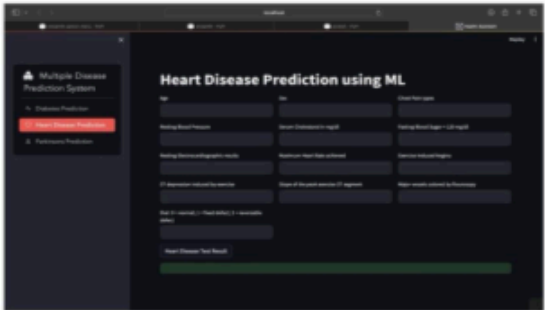 localhost
Deploy
Multiple Disease
Prediction System
Diabetes Prediction
Heart Disease Prediction
Parkinsons Prediction
Heart Disease Prediction using ML
Age
Sex
Chest Pain types
Resting Blood Pressure
Serum Cholestoral in mg/dl
Fasting Blood Sugar > 120 mg/dl
Resting Electrocardiographic results
Maximum Heart Rate achieved
Exercise Induced Angina
ST depression induced by exercise
Slope of the peak exercise ST segment
Major vessels colored by flourosopy
thal: 0 = normal; 1 = fixed defect; 2 = reversable
defect
Heart Disease Test Result